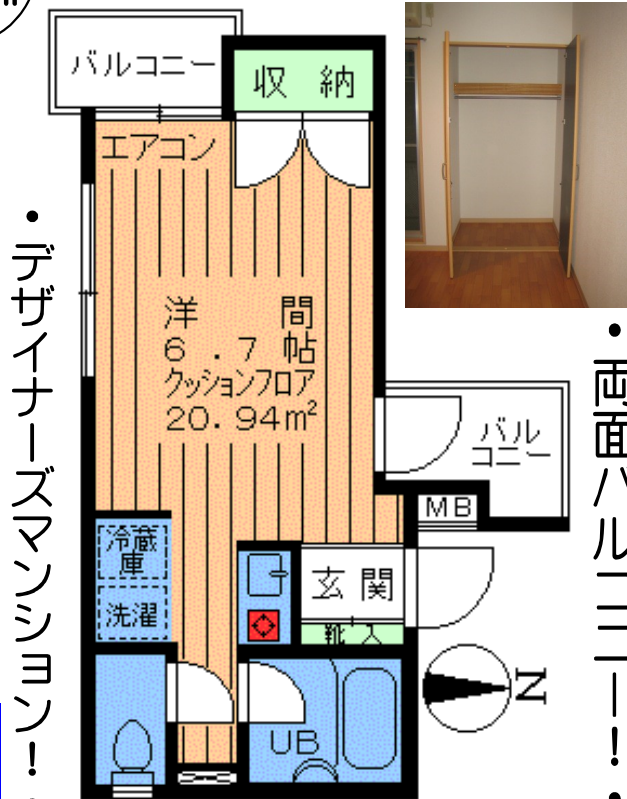 バルコニー
収納
エアコン
洋間
6.7帖
クッションフロア
20.94m²
バル
コニー
MB
冷蔵
庫
洗濯
玄関
靴入
UB
N
・デザイナーズマンション！・
・両面バルコニー！・